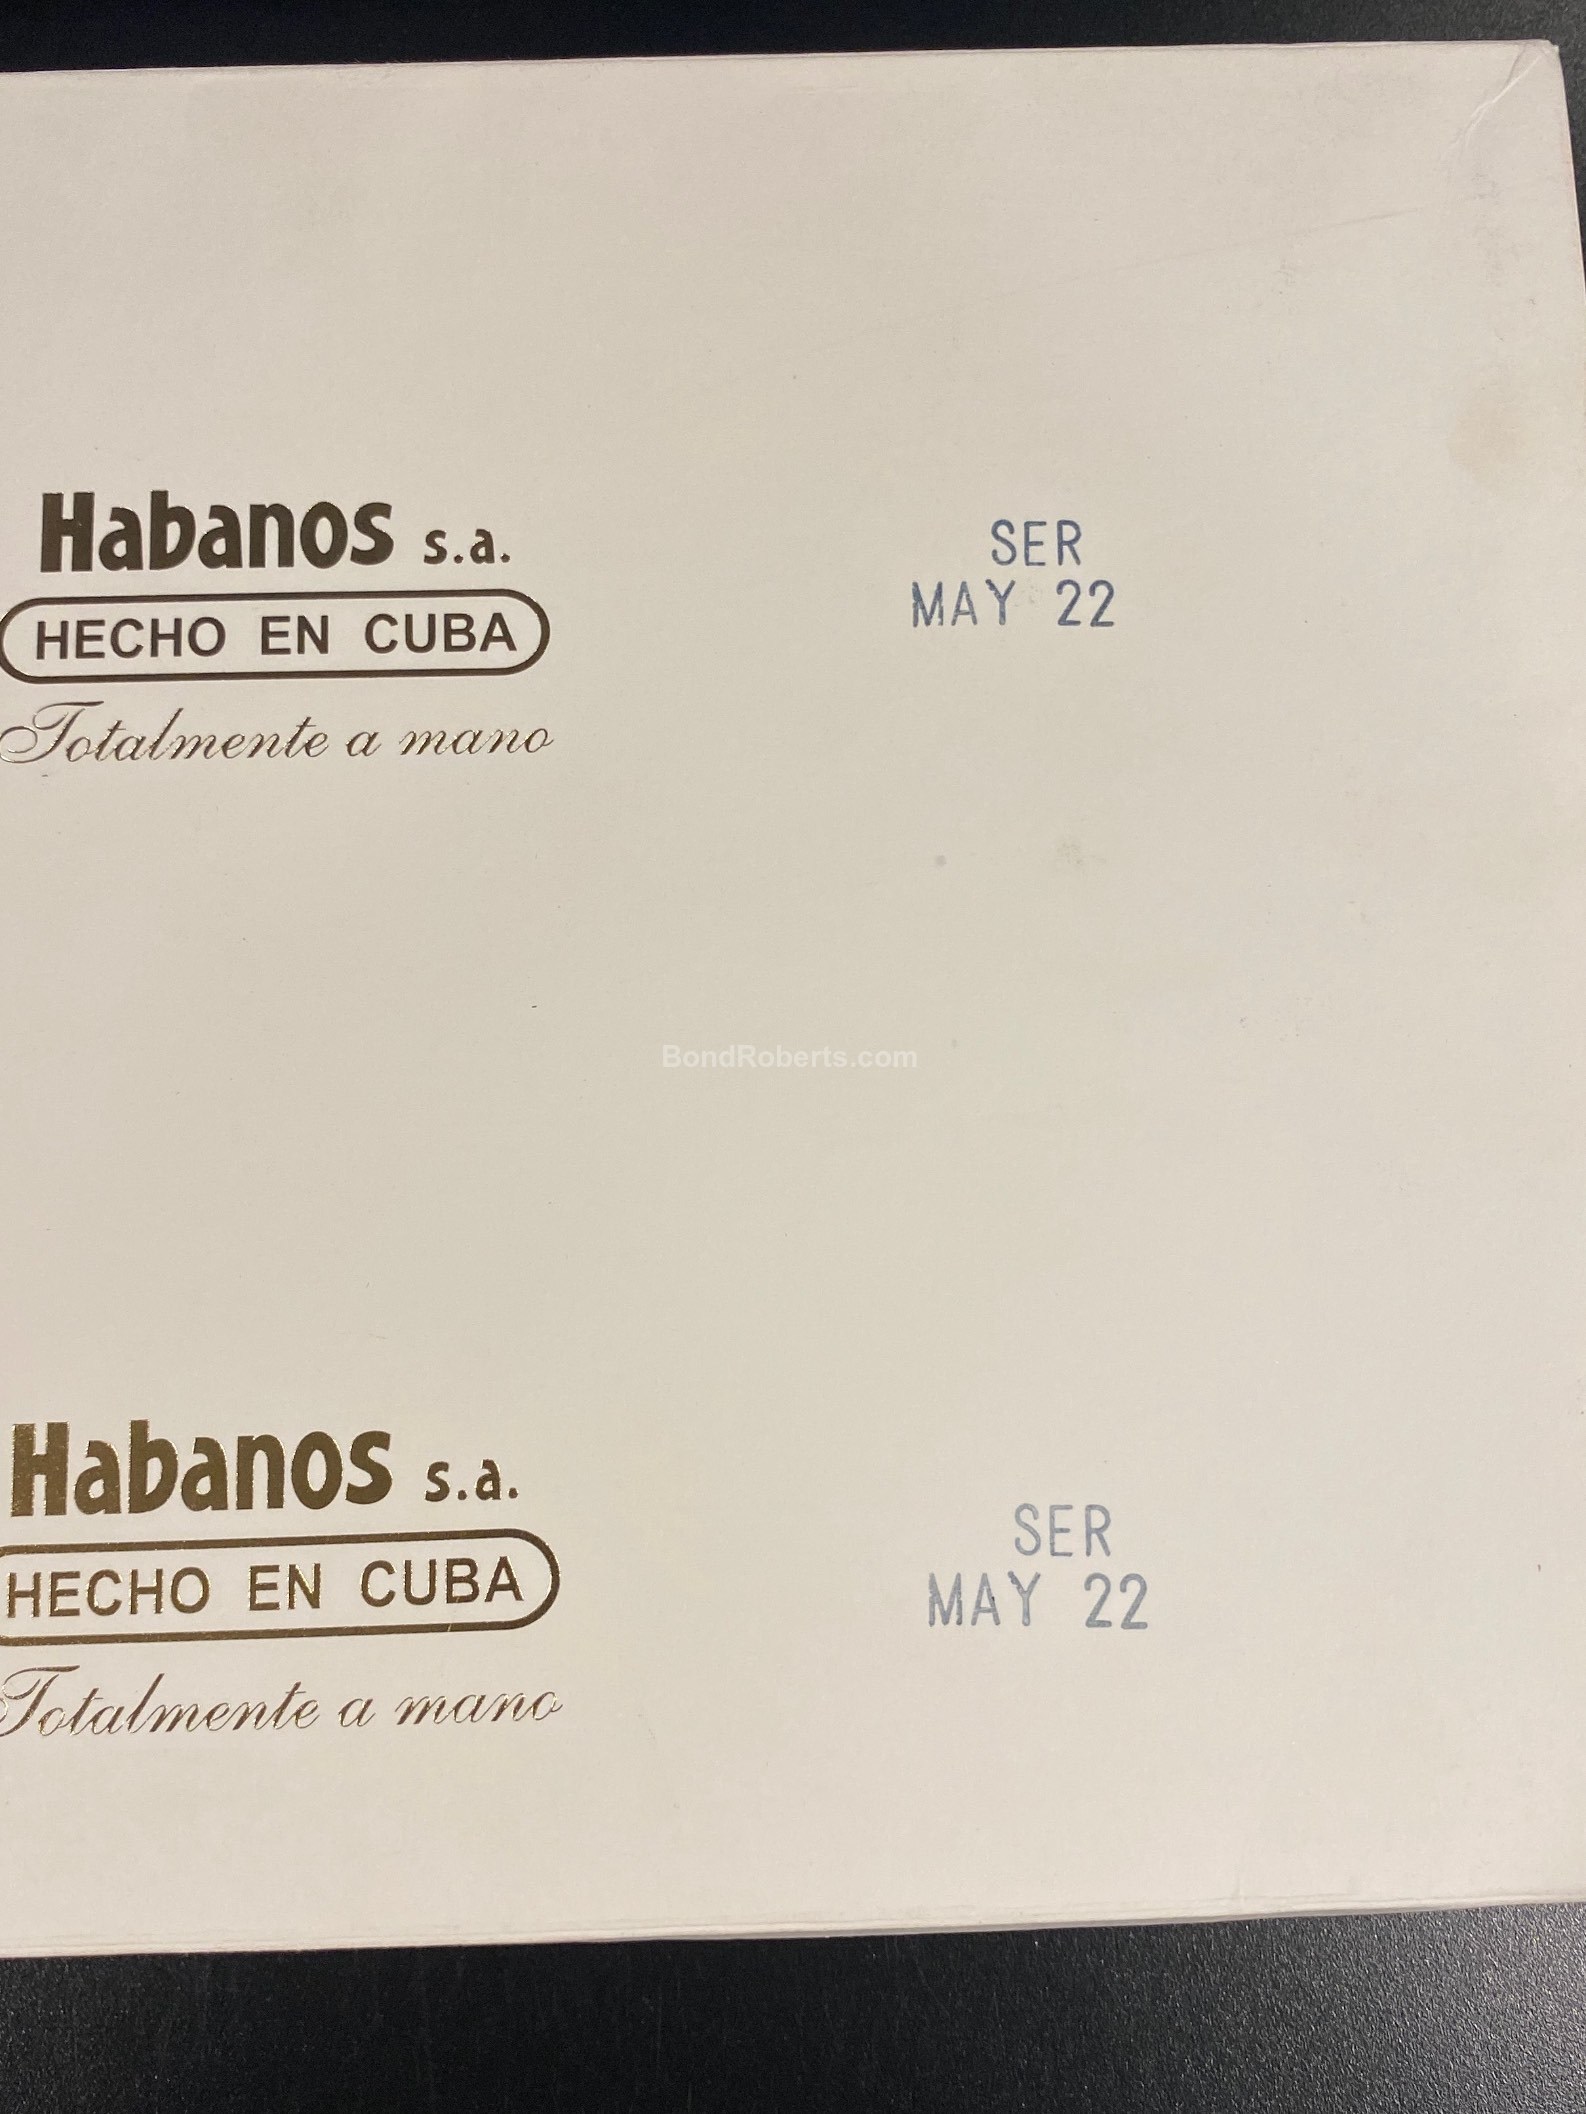 Habanos s.a.
HECHO EN CUBA
Totalmente a mano
SER
MAY 22
BondRoberts.com
Habanos s.a.
HECHO EN CUBA
Totalmente a mano
SER
MAY 22